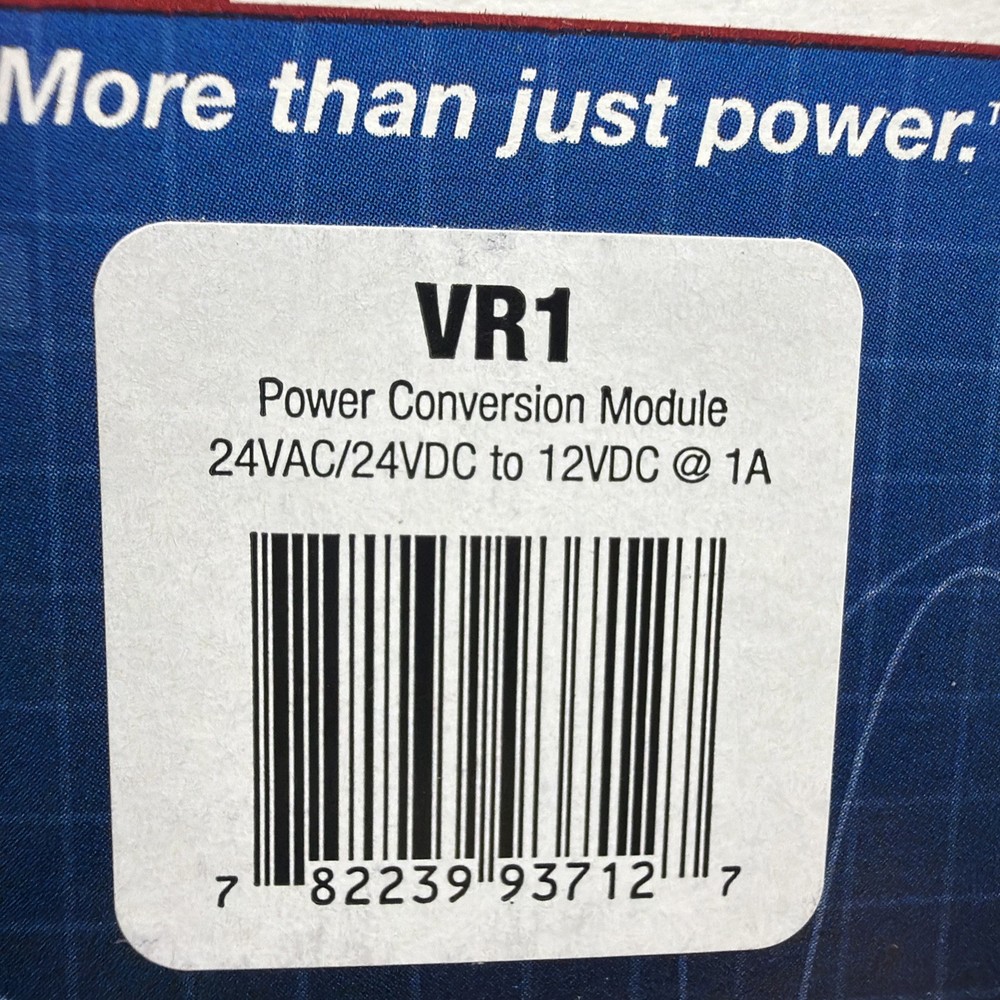 More than just power.™
VR1
Power Conversion Module
24VAC/24VDC to 12VDC @ 1A
7 82239 93712 7